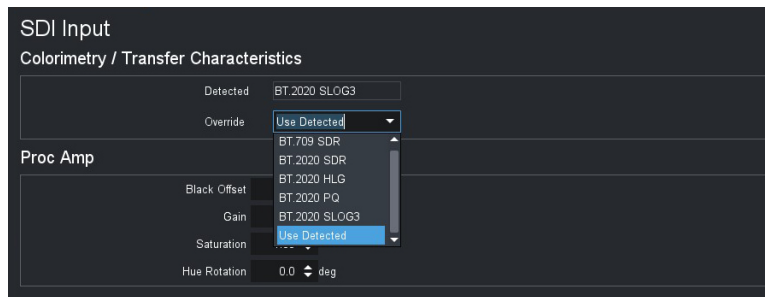 SDI Input
Colorimetry / Transfer Characteristics
Detected BT.2020 SLOG3
Override Use Detected
BT.709 SDR
BT.2020 SDR
BT.2020 HLG
BT.2020 PQ
BT.2020 SLOG3
Use Detected
Proc Amp
Black Offset
Gain
Saturation
Hue Rotation 0.0 deg